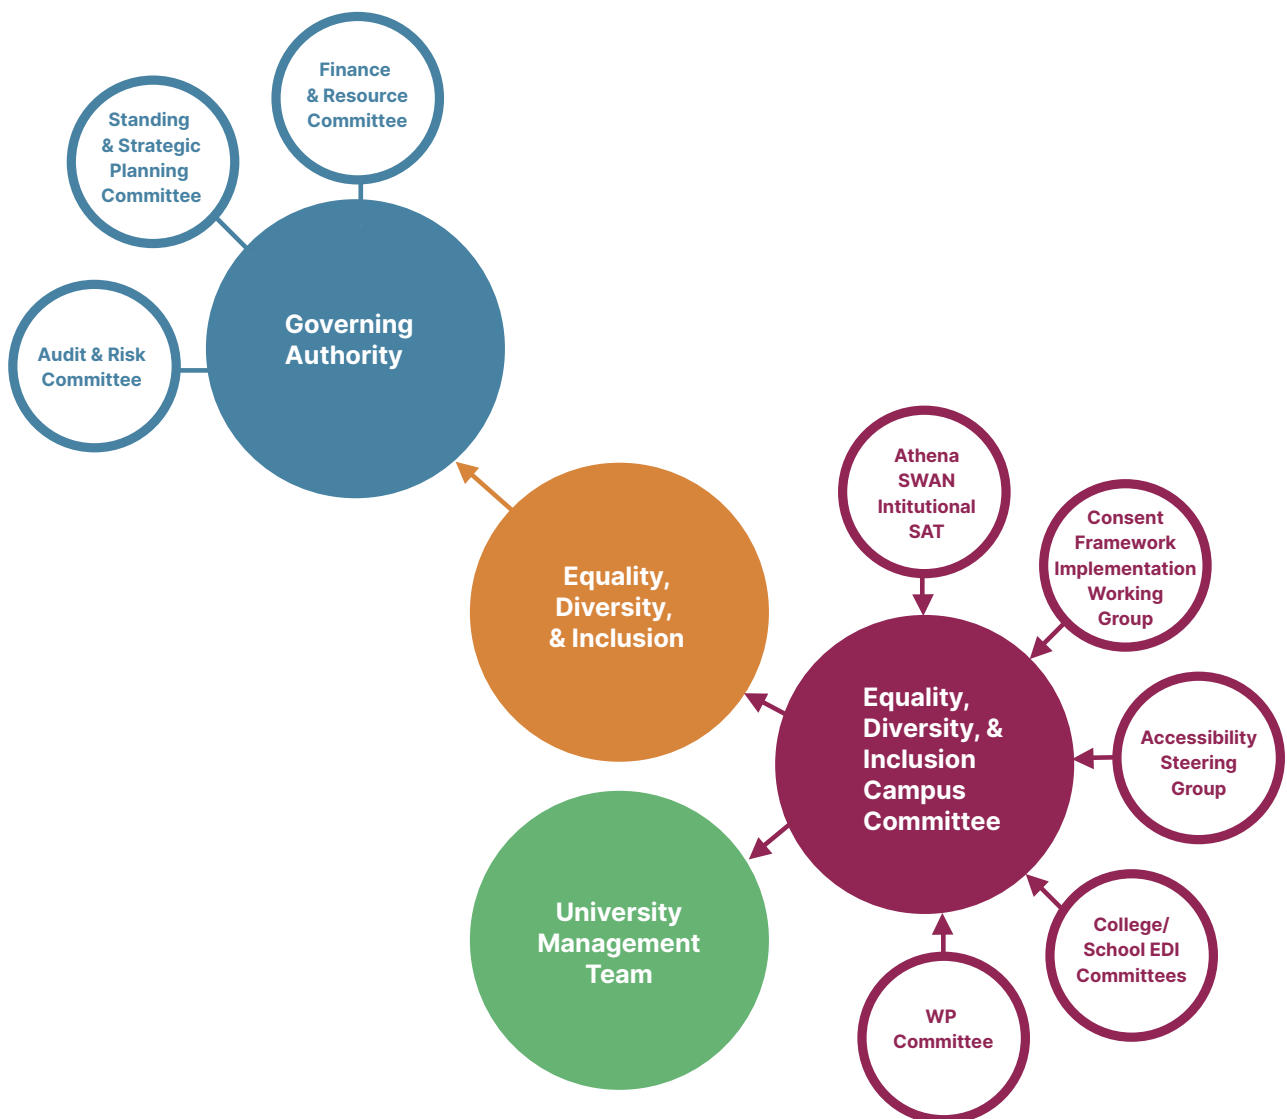 Finance
& Resource
Committee
Standing
& Strategic
Planning
Committee
Audit & Risk
Committee
Governing
Authority
Equality,
Diversity,
& Inclusion
University
Management
Team
Equality,
Diversity, &
Inclusion
Campus
Committee
Athena
SWAN
Intitutional
SAT
Consent
Framework
Implementation
Working
Group
Accessibility
Steering
Group
College/
School EDI
Committees
WP
Committee